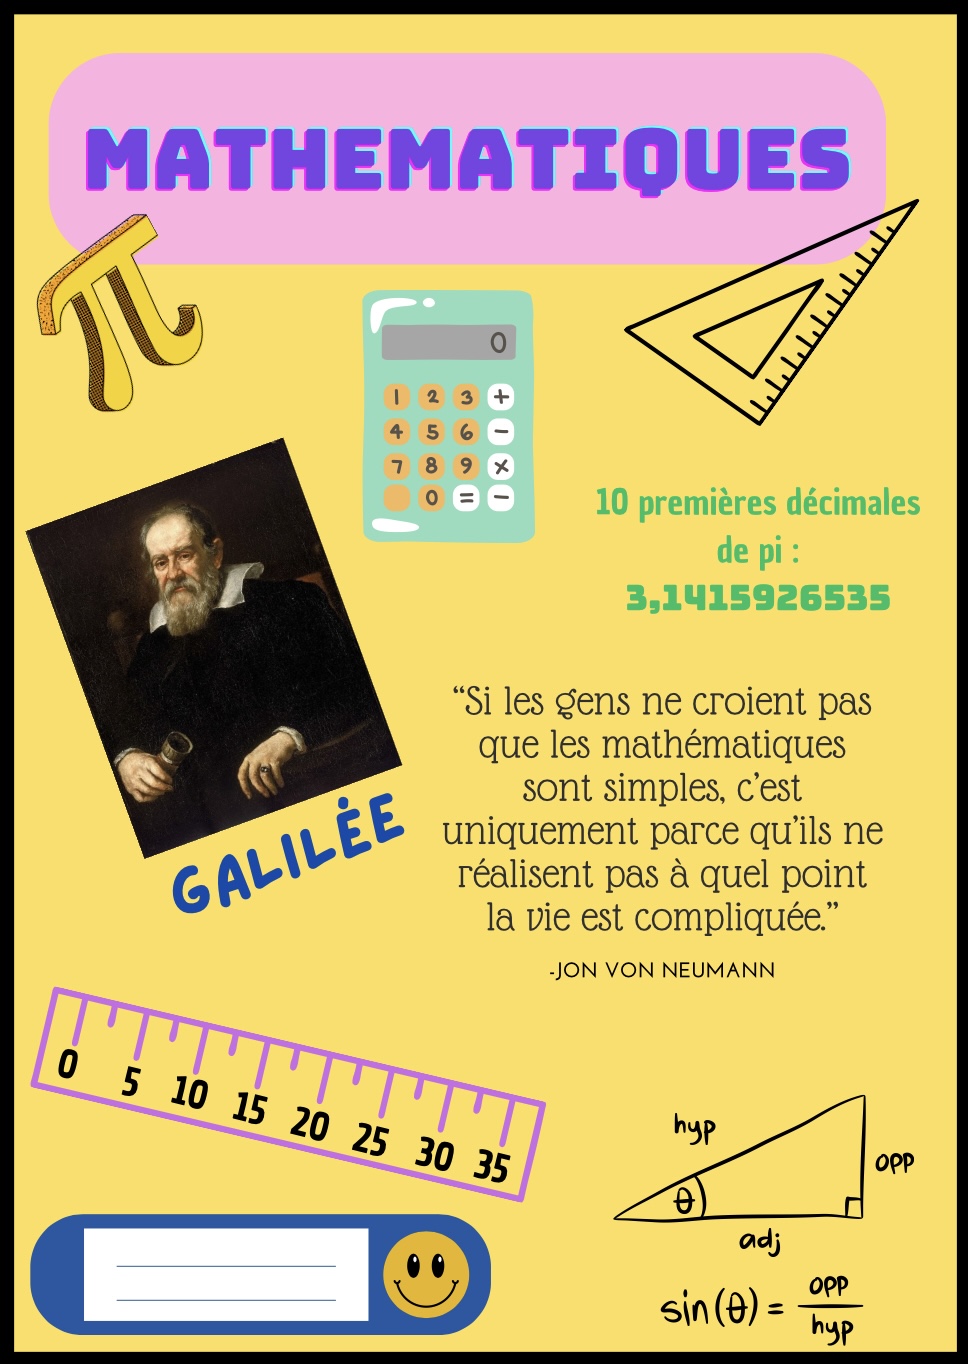 MATHEMATIQUES
0
1 2 3 +
4 5 6 -
7 8 9 ×
0 = -
10 premières décimales
de pi :
3,1415926535
“Si les gens ne croient pas
que les mathématiques
sont simples, c’est
uniquement parce qu’ils ne
réalisent pas à quel point
la vie est compliquée.”
-JON VON NEUMANN
GALILÉE
0 5 10 15 20 25 30 35
hyp
opp
θ
adj
sin(θ) = opp
hyp
π